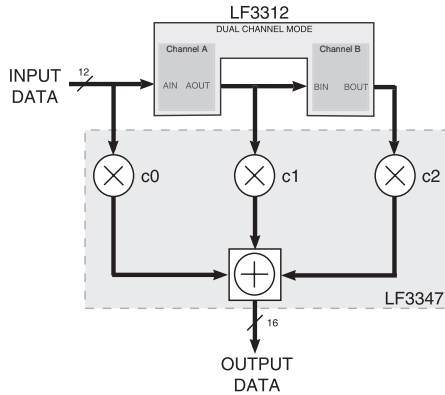 LF3312
DUAL CHANNEL MODE
Channel A
Channel B
12
INPUT
DATA
AIN
AOUT
BIN
BOUT
c0
c1
c2
LF3347
16
OUTPUT
DATA